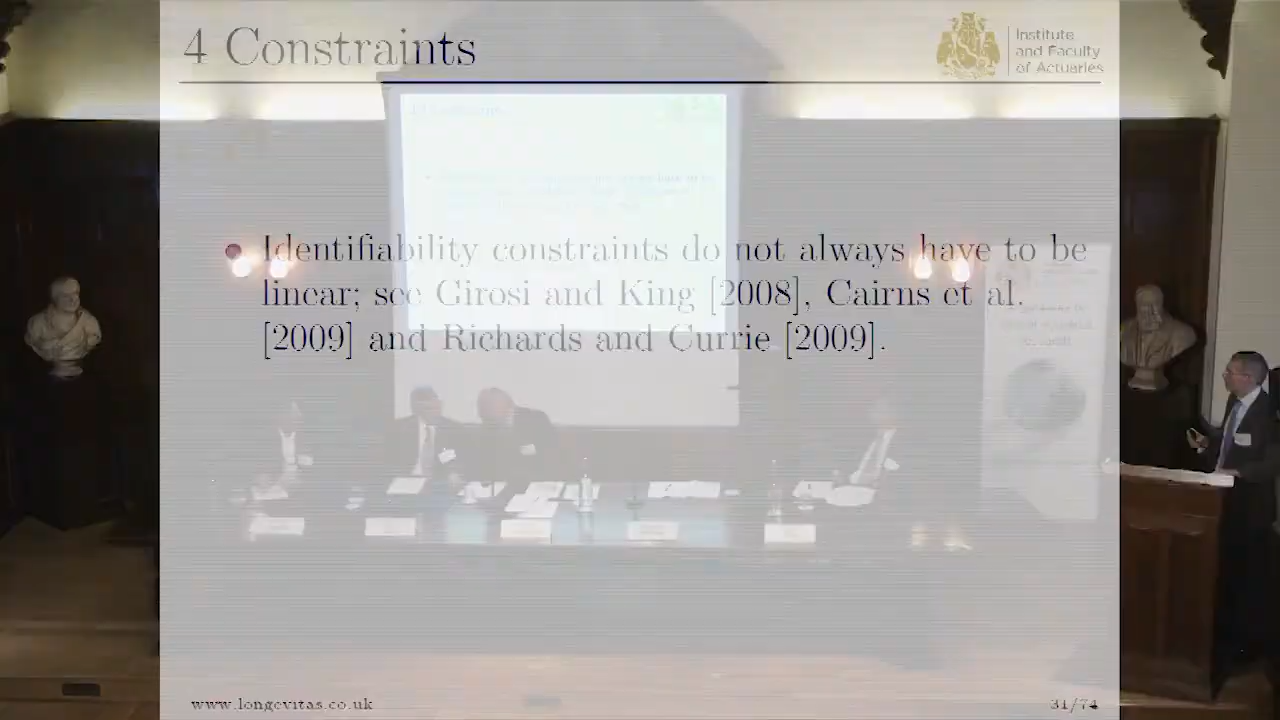 4 Constraints
Institute
and Faculty
of Actuaries
• Identifiability constraints do not always have to be
linear; see Girosi and King [2008], Cairns et al.
[2009] and Richards and Currie [2009].
www.longevitas.co.uk
31/74